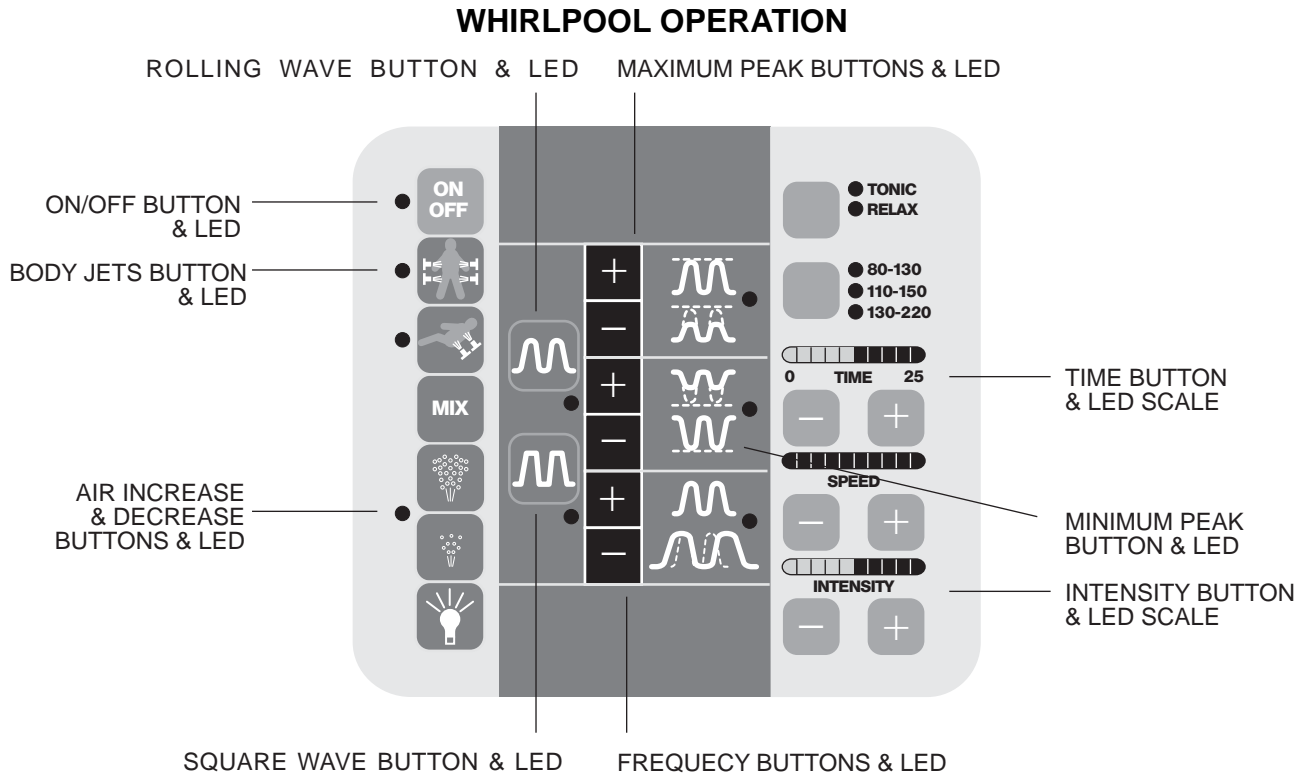 WHIRLPOOL OPERATION
ROLLING WAVE BUTTON & LED
MAXIMUM PEAK BUTTONS & LED
ON/OFF BUTTON
& LED
BODY JETS BUTTON
& LED
AIR INCREASE
& DECREASE
BUTTONS & LED
ON
OFF
MIX
+
−
+
−
+
−
TONIC
RELAX
80-130
110-150
130-220
0 TIME 25
− +
SPEED
− +
INTENSITY
− +
TIME BUTTON
& LED SCALE
MINIMUM PEAK
BUTTON & LED
INTENSITY BUTTON
& LED SCALE
SQUARE WAVE BUTTON & LED
FREQUECY BUTTONS & LED